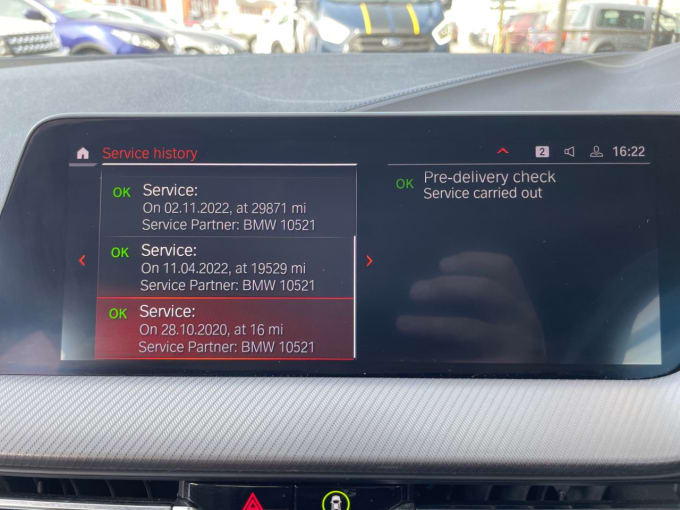 Service history
2
16:22
OK Service:
On 02.11.2022, at 29871 mi
Service Partner: BMW 10521
OK Service:
On 11.04.2022, at 19529 mi
Service Partner: BMW 10521
OK Service:
On 28.10.2020, at 16 mi
Service Partner: BMW 10521
OK Pre-delivery check
Service carried out